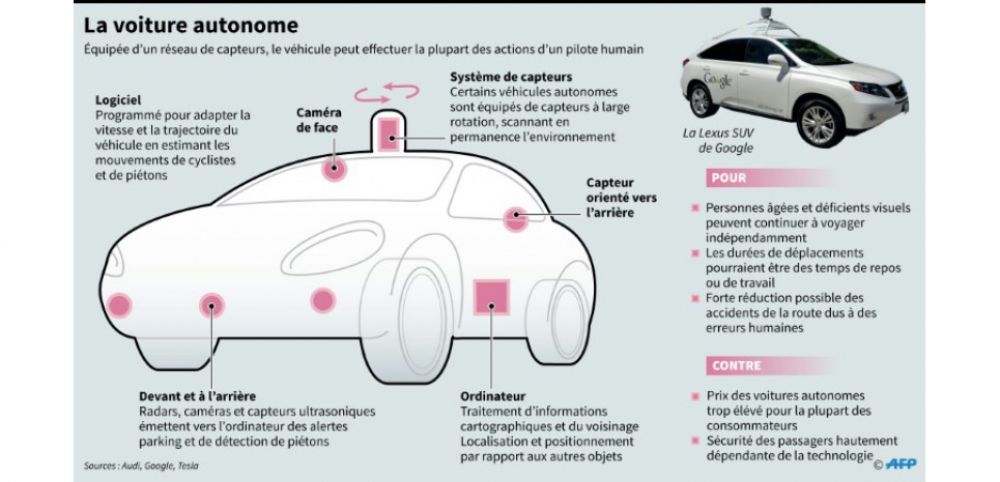 La voiture autonome
Équipée d'un réseau de capteurs, le véhicule peut effectuer la plupart des actions d'un pilote humain
Logiciel
Programmé pour adapter la
vitesse et la trajectoire du
véhicule en estimant les
mouvements de cyclistes
et de piétons
Caméra
de face
Système de capteurs
Certains véhicules autonomes
sont équipés de capteurs à large
rotation, scannant en
permanence l'environnement
Capteur
orienté vers
l'arrière
Devant et à l'arrière
Radars, caméras et capteurs ultrasoniques
émettent vers l'ordinateur des alertes
parking et de détection de piétons
Ordinateur
Traitement d'informations
cartographiques et du voisinage
Localisation et positionnement
par rapport aux autres objets
Sources : Audi, Google, Tesla
Google
La Lexus SUV
de Google
POUR
Personnes âgées et déficients visuels
peuvent continuer à voyager
indépendamment
Les durées de déplacements
pourraient être des temps de repos
ou de travail
Forte réduction possible des
accidents de la route dus à des
erreurs humaines
CONTRE
Prix des voitures autonomes
trop élévé pour la plupart des
consommateurs
Sécurité des passagers hautement
dépendante de la technologie
© AFP